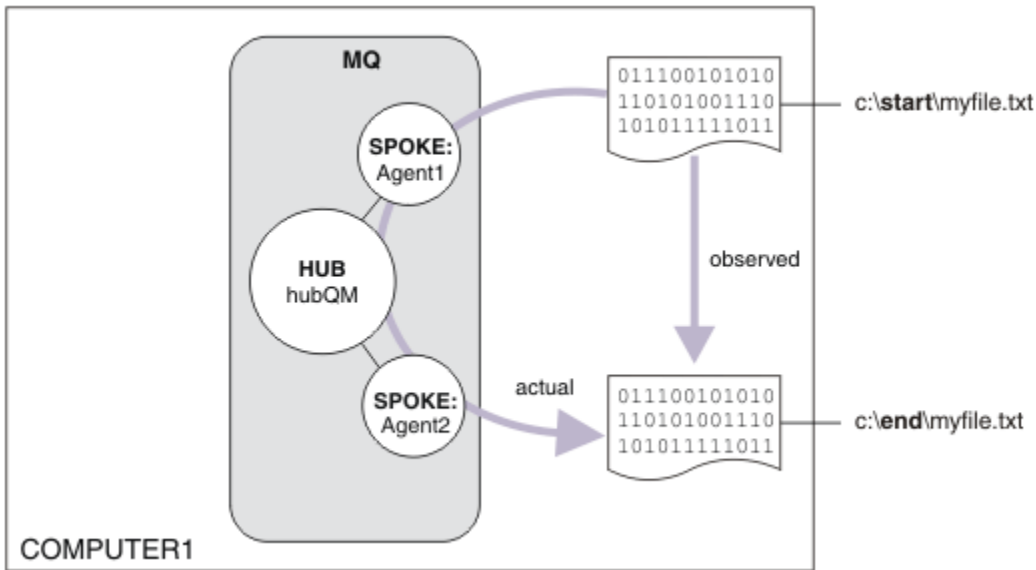 MQ
011100101010
110101001110
101011111011
c:\start\myfile.txt
SPOKE:
Agent1
HUB
hubQM
observed
SPOKE:
Agent2
actual
011100101010
110101001110
101011111011
c:\end\myfile.txt
COMPUTER1